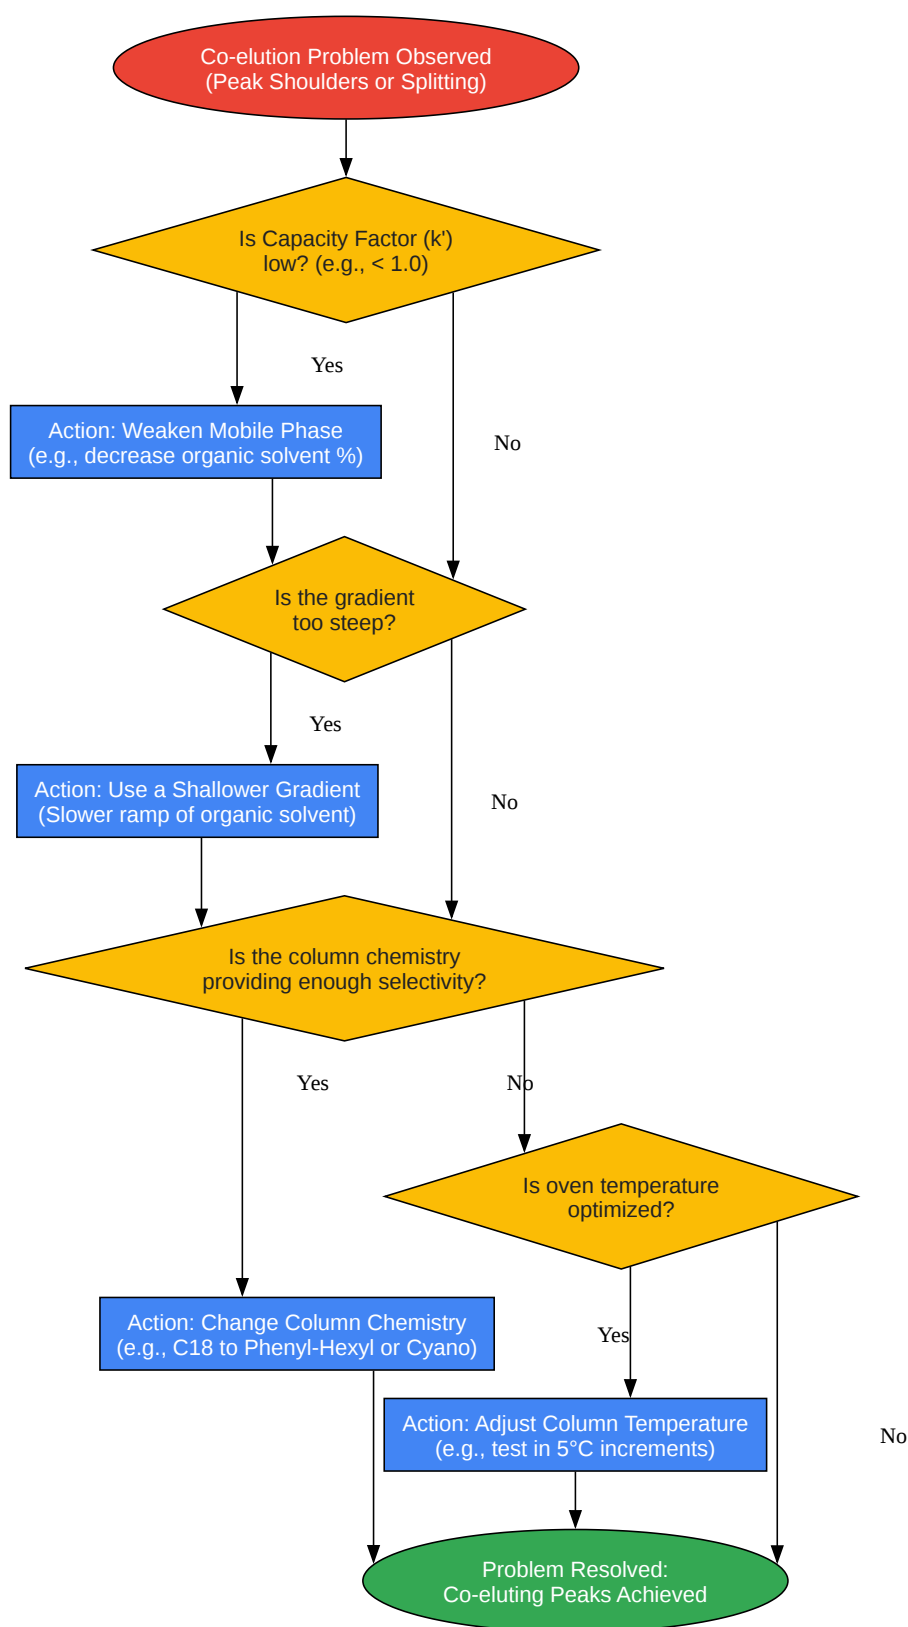 Co-elution Problem Observed
(Peak Shoulders or Splitting)
Is Capacity Factor (k')
low? (e.g., < 1.0)
Yes
Action: Weaken Mobile Phase
(e.g., decrease organic solvent %)
No
Is the gradient
too steep?
Yes
Action: Use a Shallower Gradient
(Slower ramp of organic solvent)
No
Is the column chemistry
providing enough selectivity?
Yes
No
Is oven temperature
optimized?
Action: Change Column Chemistry
(e.g., C18 to Phenyl-Hexyl or Cyano)
Yes
Action: Adjust Column Temperature
(e.g., test in 5°C increments)
No
Problem Resolved:
Co-eluting Peaks Achieved